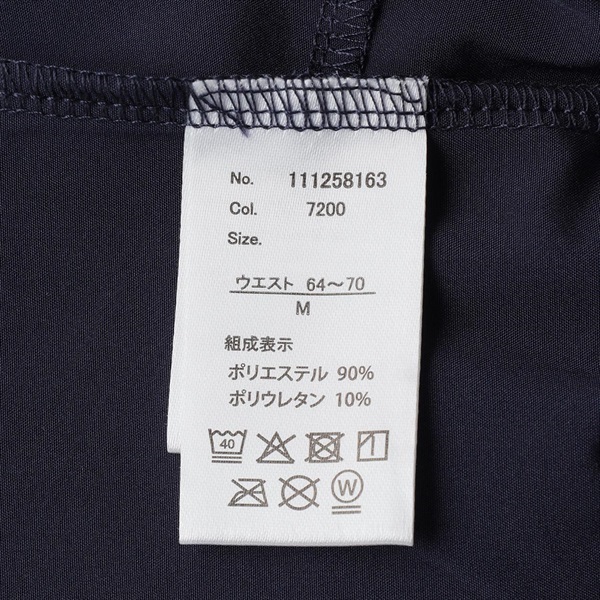 No. 111258163
Col. 7200
Size.
ウエスト 64～70
M
組成表示
ポリエステル 90%
ポリウレタン 10%
40
W